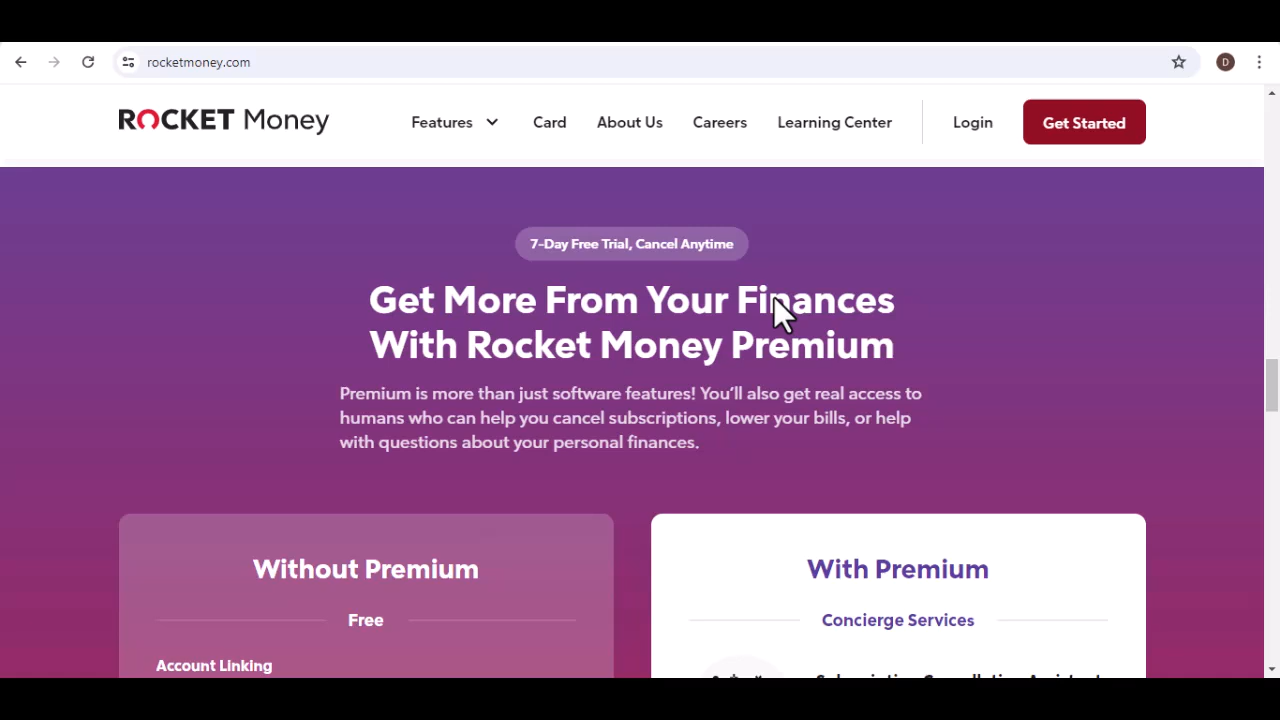 rocketmoney.com
D
ROCKET Money
Features
Card
About Us
Careers
Learning Center
Login
Get Started
7-Day Free Trial, Cancel Anytime
Get More From Your Finances
With Rocket Money Premium
Premium is more than just software features! You'll also get real access to
humans who can help you cancel subscriptions, lower your bills, or help
with questions about your personal finances.
Without Premium
Free
Account Linking
With Premium
Concierge Services